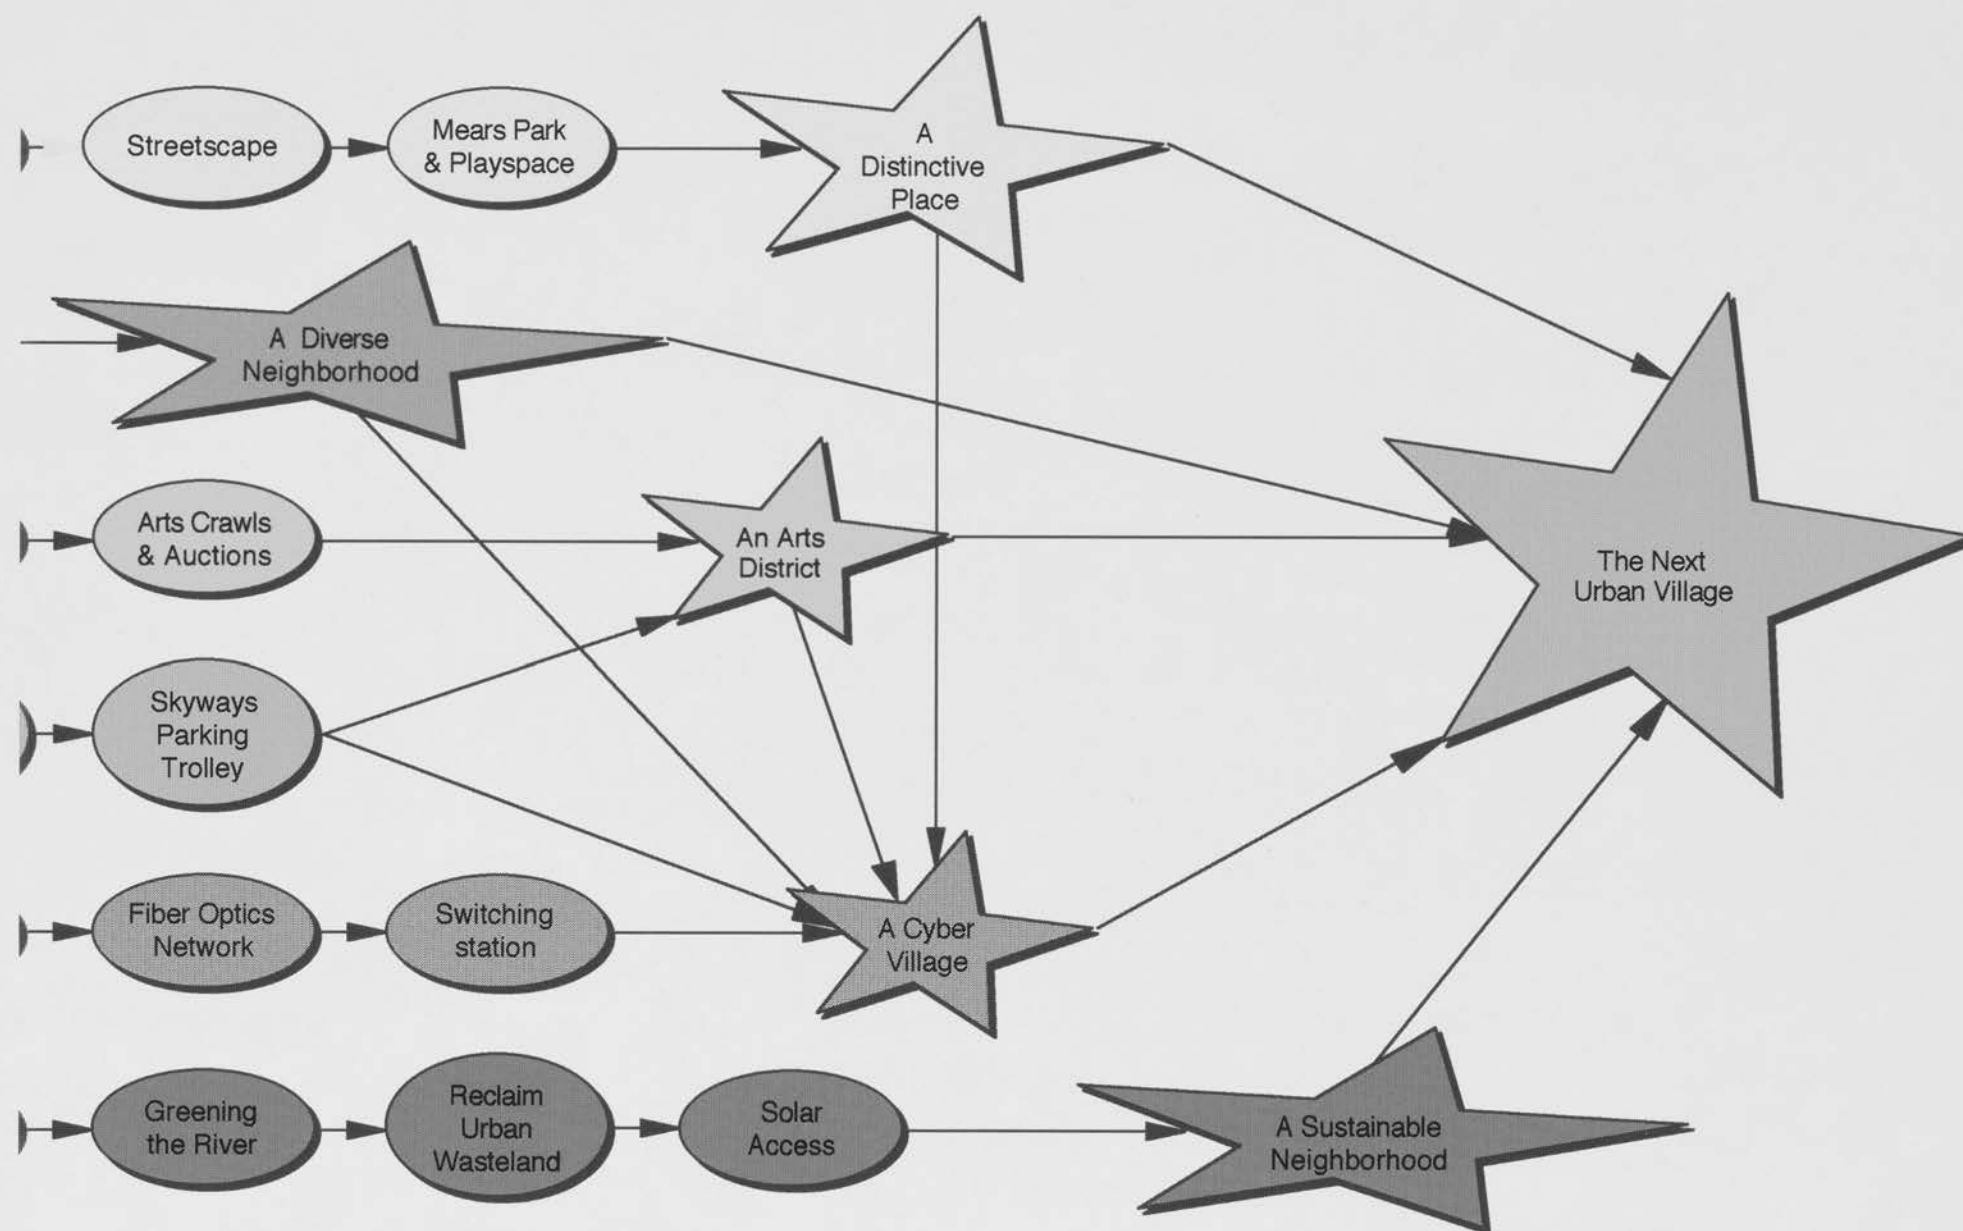 Streetscape
Mears Park
& Playspace
A
Distinctive
Place
A Diverse
Neighborhood
Arts Crawls
& Auctions
An Arts
District
The Next
Urban Village
Skyways
Parking
Trolley
Fiber Optics
Network
Switching
station
A Cyber
Village
Greening
the River
Reclaim
Urban
Wasteland
Solar
Access
A Sustainable
Neighborhood